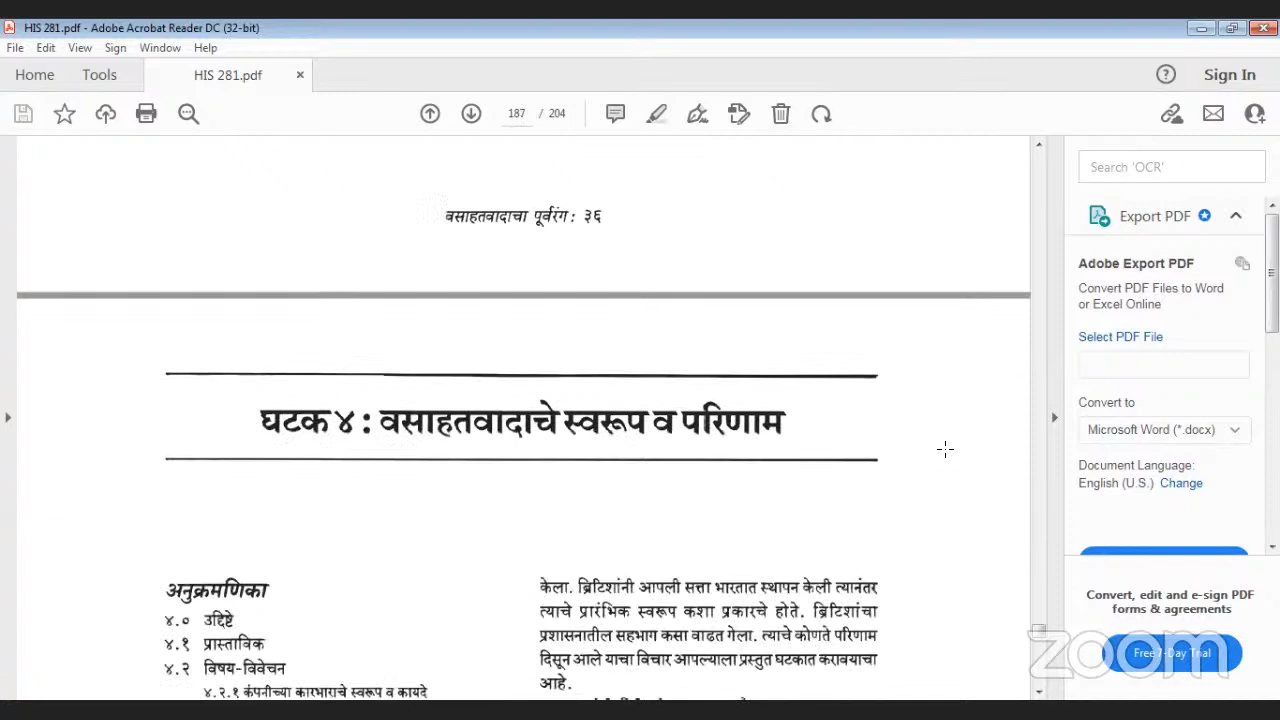 HIS 281.pdf - Adobe Acrobat Reader DC (32-bit)
File Edit View Sign Window Help
Home Tools HIS 281.pdf × Sign In
187 / 204
वसाहतवादाचा पूर्वरंग : ३६
घटक ४ : वसाहतवादाचे स्वरूप व परिणाम
अनुक्रमणिका
४.० उद्दिष्टे
४.१ प्रास्ताविक
४.२ विषय-विवेचन
४.२.१ कंपनीच्या कारभाराचे स्वरूप व कायदे
केला. ब्रिटिशांनी आपली सत्ता भारतात स्थापन केली त्यानंतर
त्याचे प्रारंभिक स्वरूप कशा प्रकारचे होते. ब्रिटिशांचा
प्रशासनातील सहभाग कसा वाढत गेला. त्याचे कोणते परिणाम
दिसून आले याचा विचार आपल्याला प्रस्तुत घटकात करावयाचा
आहे.
Search 'OCR'
Export PDF
Adobe Export PDF
Convert PDF Files to Word
or Excel Online
Select PDF File
Convert to
Microsoft Word (*.docx)
Document Language:
English (U.S.) Change
Convert, edit and e-sign PDF
forms & agreements
Free 7-Day Trial
zoom